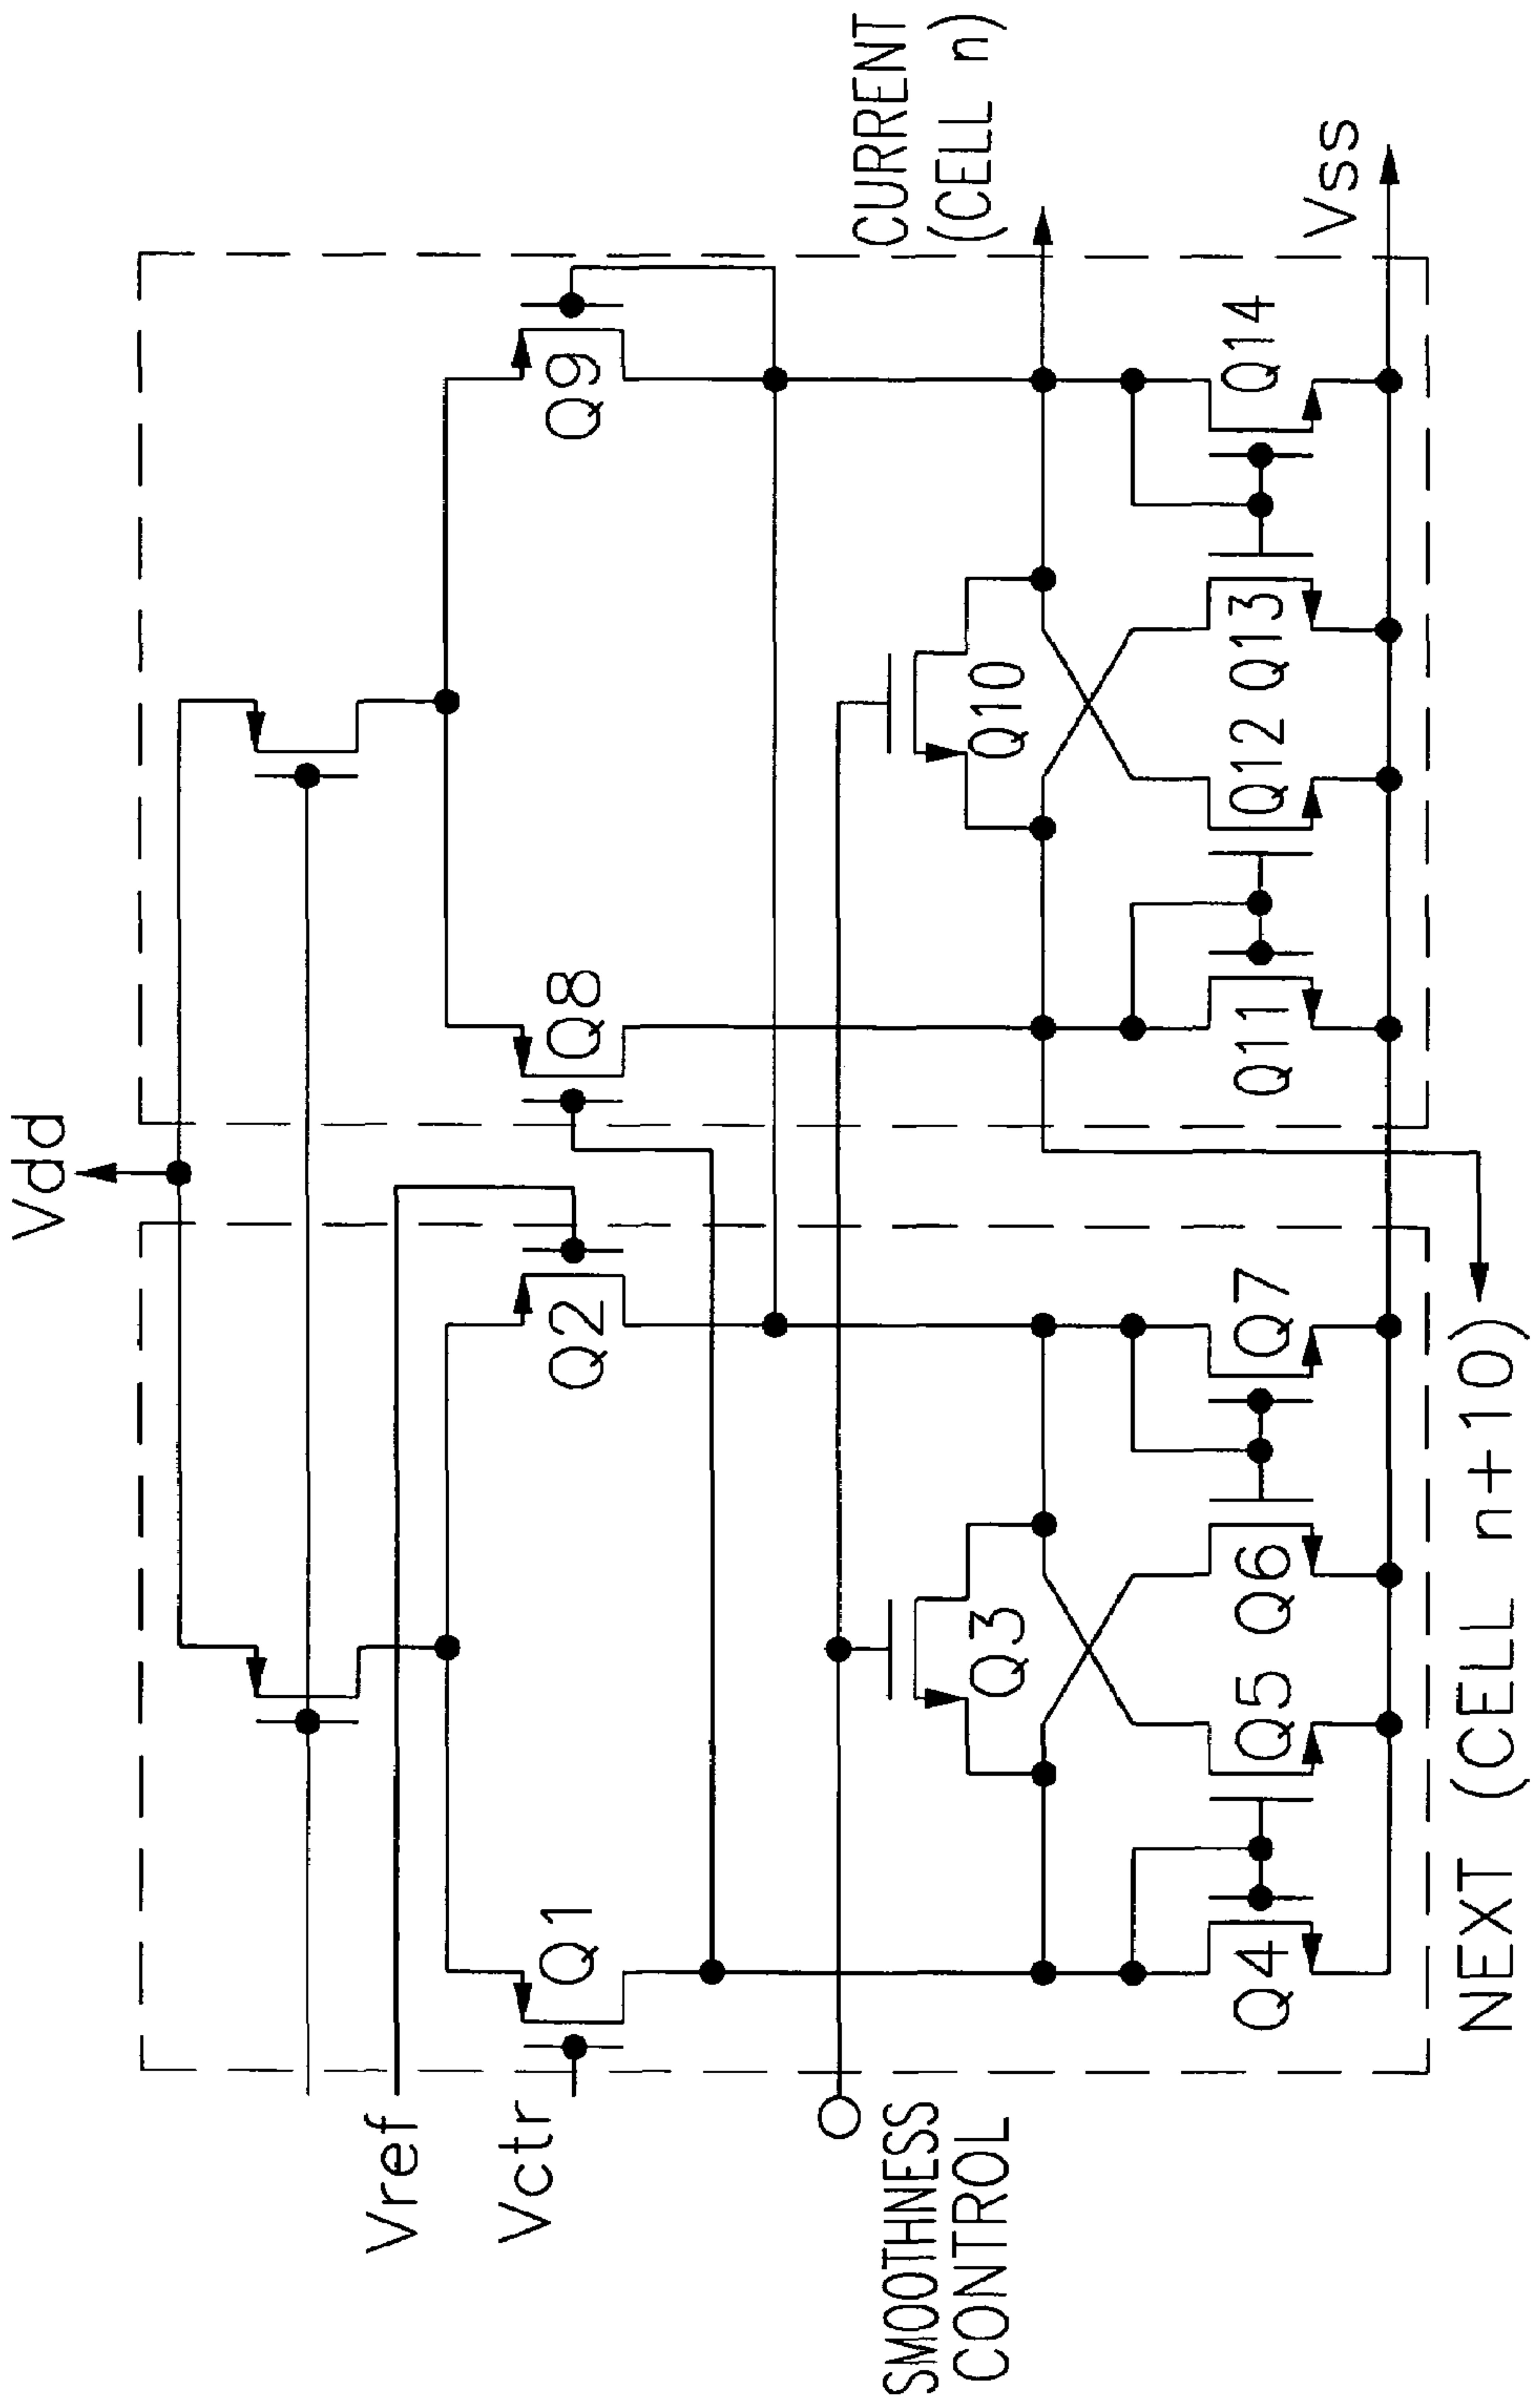 Vdd
Vref
Vctr
SMOOTHNESS
CONTROL
Q1
Q2
Q8
Q9
Q3
Q10
Q4
Q5
Q6
Q7
Q11
Q12
Q13
Q14
CURRENT
(CELL n)
Vss
NEXT (CELL n+10)